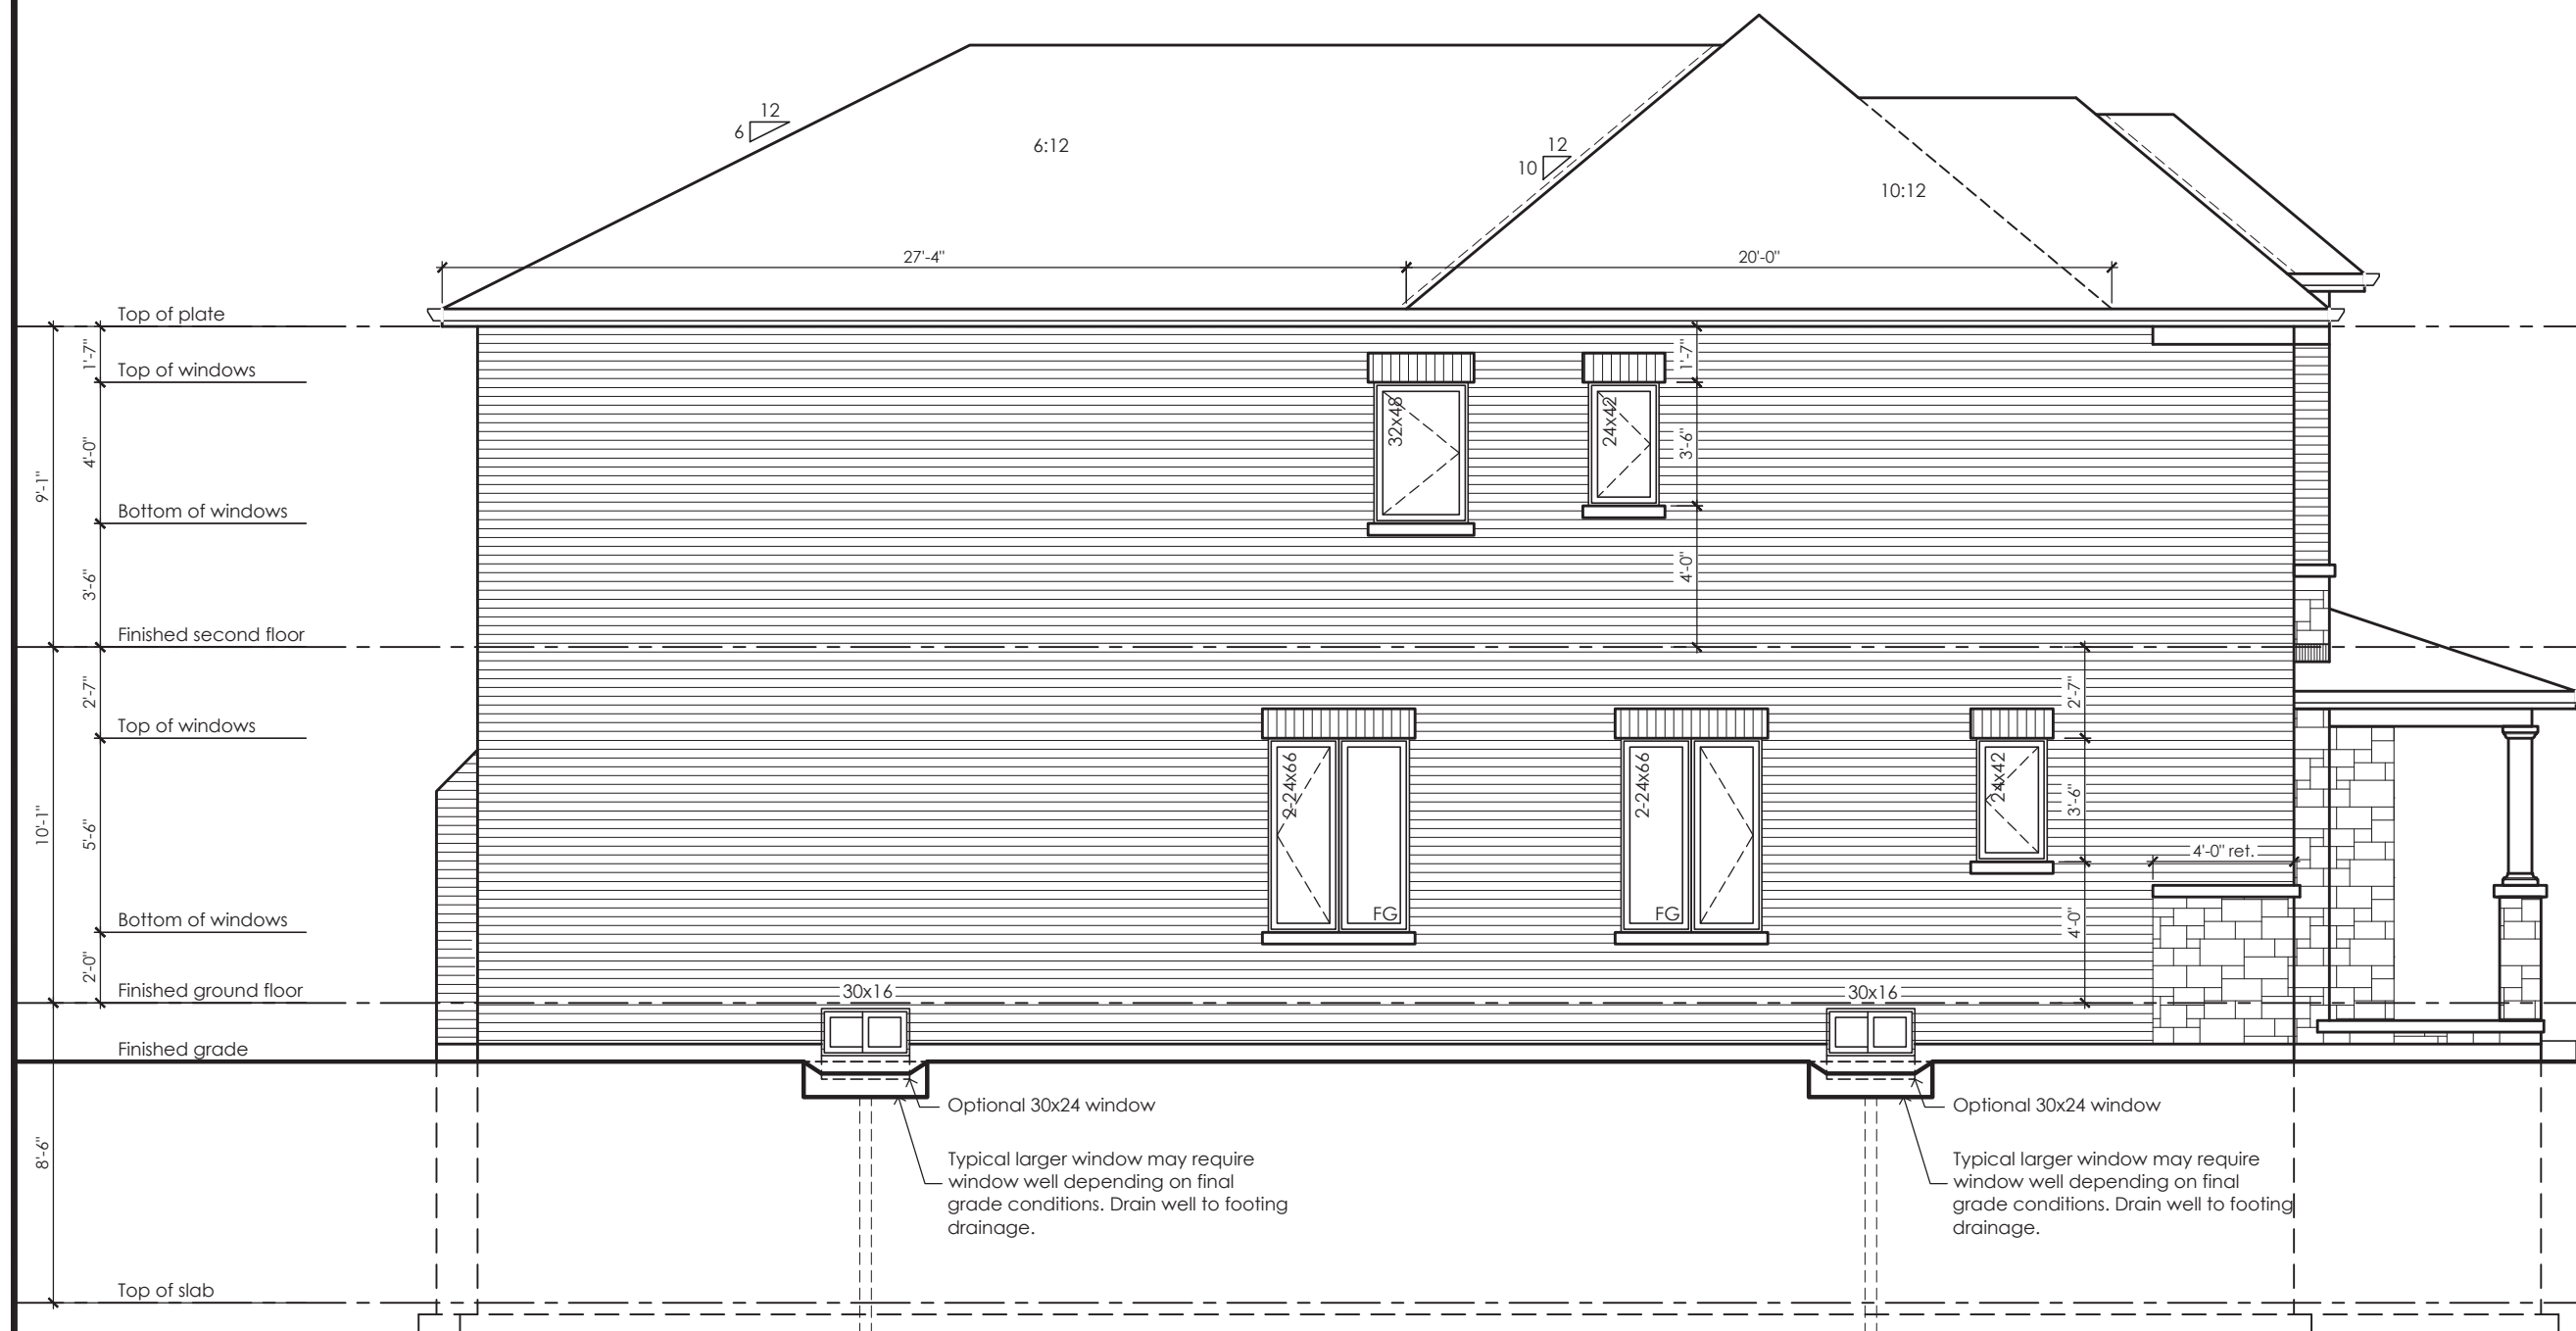 12
6
6:12
12
10
10:12
27'-4"
20'-0"
Top of plate
1'-7"
Top of windows
4'-0"
9'-1"
Bottom of windows
3'-6"
Finished second floor
2'-7"
Top of windows
5'-6"
10'-1"
Bottom of windows
2'-0"
Finished ground floor
Finished grade
8'-6"
Top of slab
32x48
24x42
1'-7"
3'-6"
4'-0"
2-24x66
FG
2-24x66
FG
24x42
2'-7"
3'-6"
4'-0"
4'-0" ret.
30x16
30x16
Optional 30x24 window
Typical larger window may require
window well depending on final
grade conditions. Drain well to footing
drainage.
Optional 30x24 window
Typical larger window may require
window well depending on final
grade conditions. Drain well to footing
drainage.